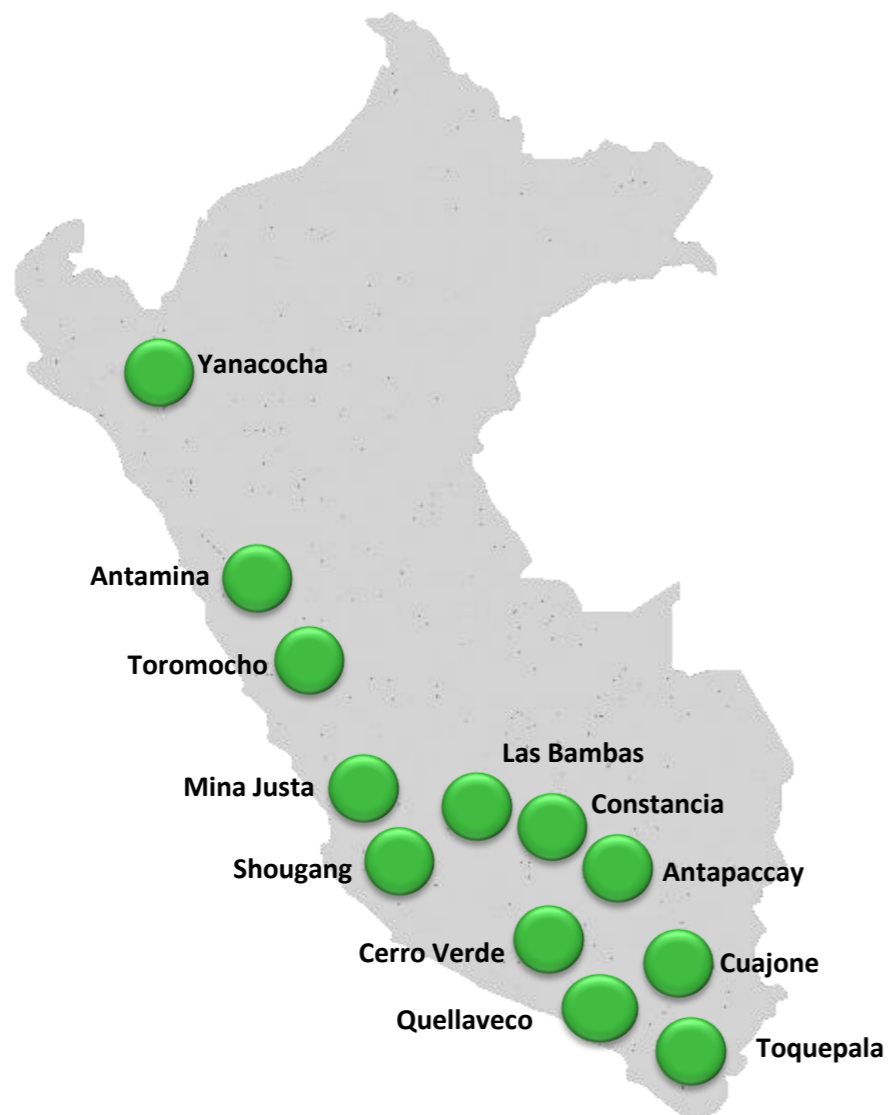 Yanacocha
Antamina
Toromocho
Las Bambas
Mina Justa
Constancia
Shougang
Antapaccay
Cerro Verde
Cuajone
Quellaveco
Toquepala